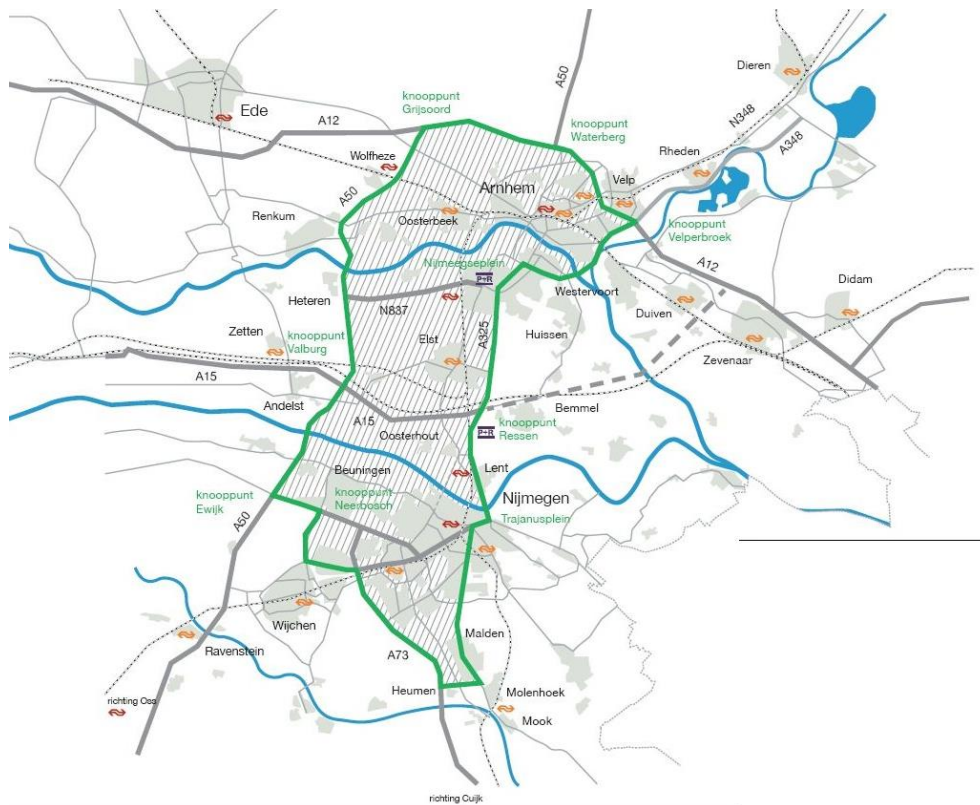 Dieren
A50
knooppunt
Grijsoord
Ede
A12
knooppunt
Waterberg
N348
A348
Wolfheze
Rheden
Velp
Arnhem
A50
Renkum
Oosterbeek
knooppunt
Velperbroek
Nijmeegseplein
P+R
A12
Heteren
Westervoort
Didam
N837
Duiven
Zetten
Elst
A325
Huissen
knooppunt
Valburg
Zevenaar
A15
Andelst
Bemmel
A15
knooppunt
Ressen
P+R
Oosterhout
Beuningen
Lent
knooppunt
Ewijk
knooppunt
Neerbosch
Nijmegen
Trajanusplein
A50
Wijchen
Malden
Ravenstein
A73
Heumen
Molenhoek
richting Oss
Mook
richting Cuijk